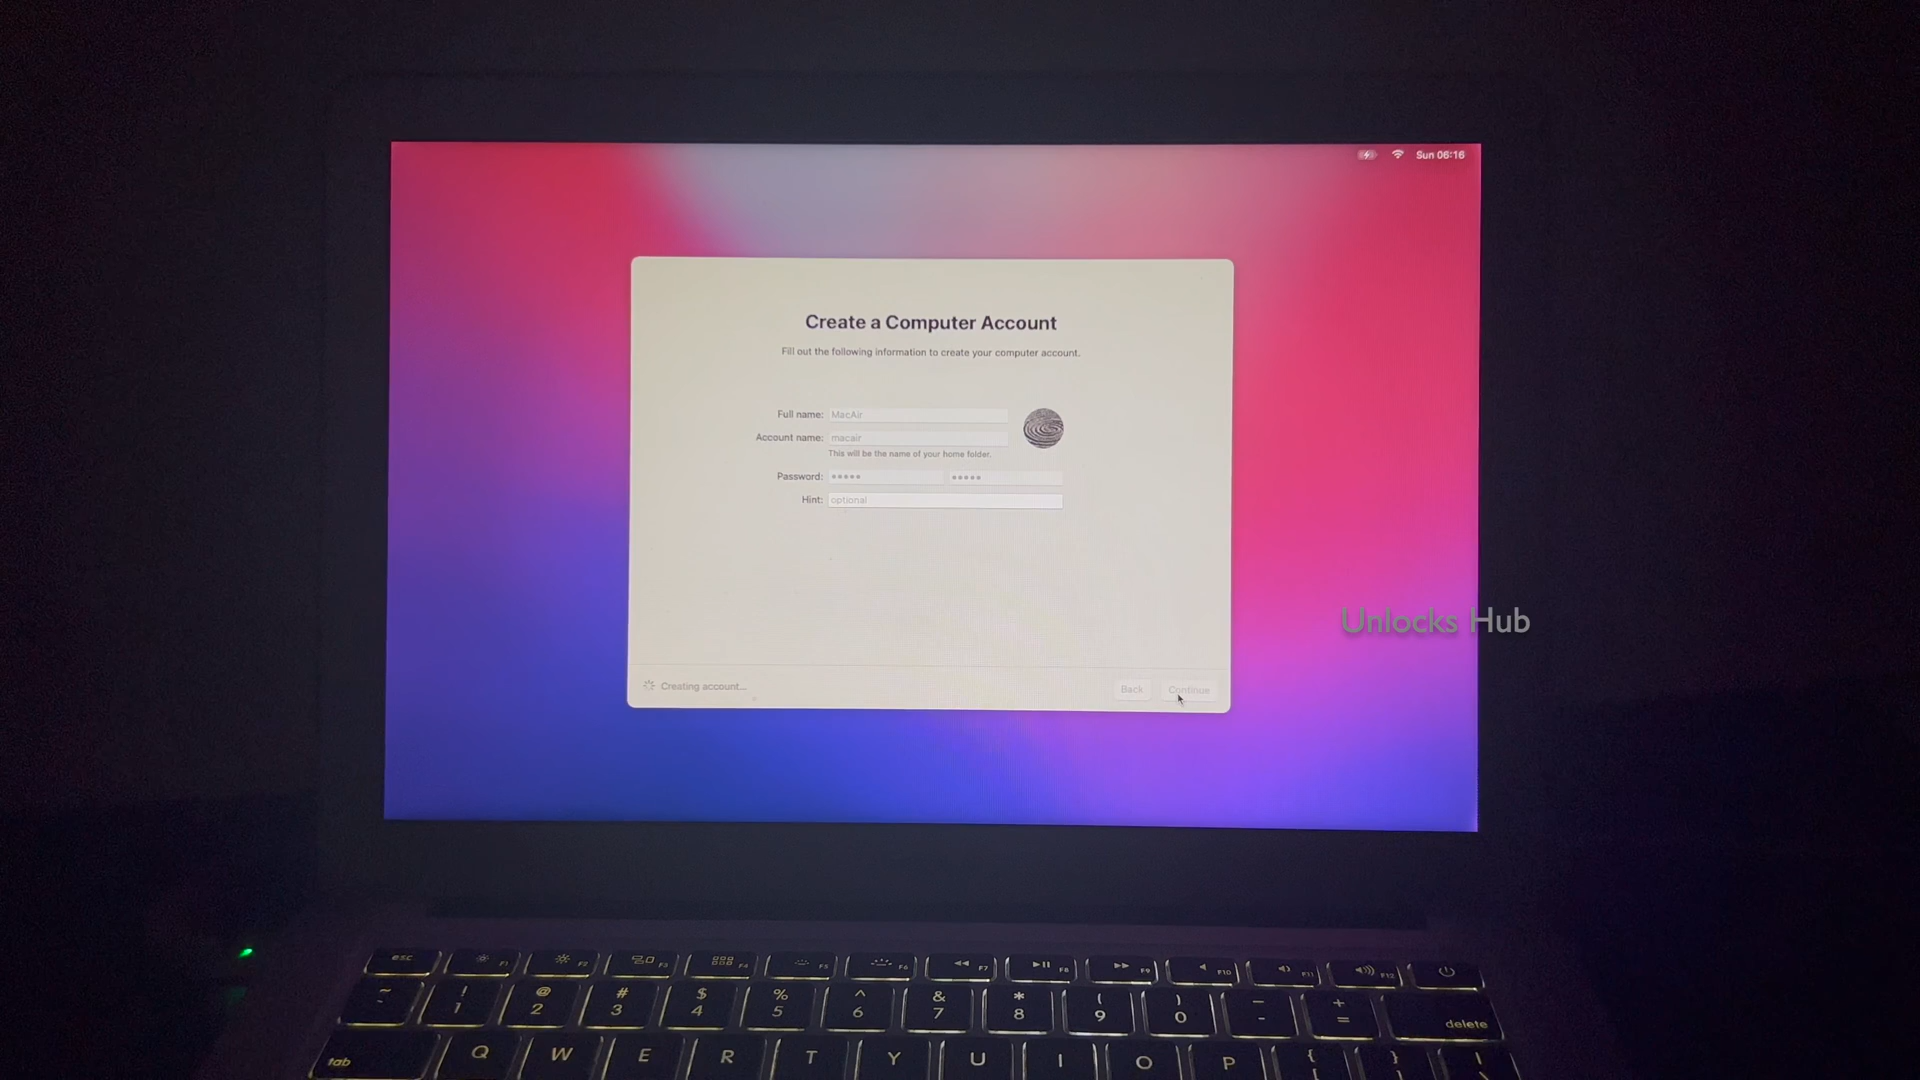 Sun 06:16
Create a Computer Account
Fill out the following information to create your computer account.
Full name: MacAir
Account name: macair
This will be the name of your home folder.
Password: ••••• •••••
Hint: optional
Unlocks Hub
Creating account...
Back Continue
esc F1 F2 F3 F4 F5 F6 F7 F8 F9 F10 F11 F12
~ ! @ # $ % ^ & * ( ) _ +
` 1 2 3 4 5 6 7 8 9 0 - = delete
tab Q W E R T Y U I O P { } |